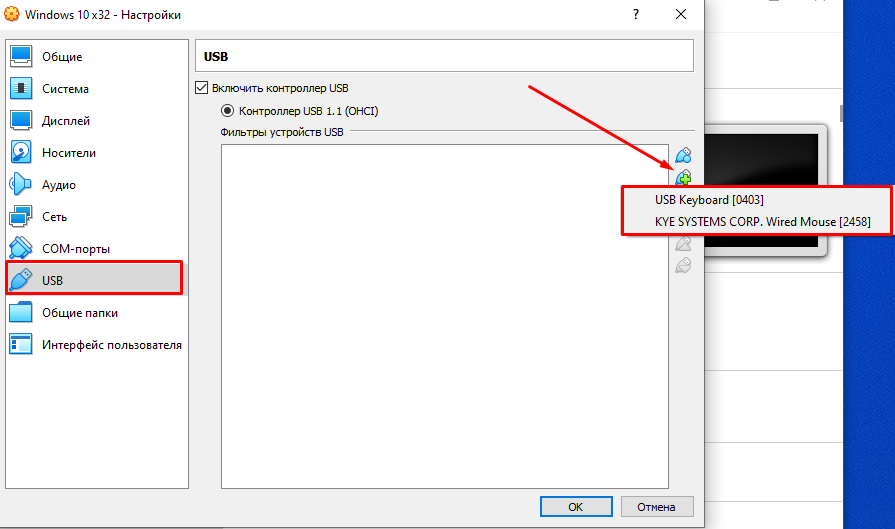 Windows 10 x32 - Настройки
?
Общие
Система
Дисплей
Носители
Аудио
Сеть
COM-порты
USB
Общие папки
Интерфейс пользователя
USB
Включить контроллер USB
Контроллер USB 1.1 (OHCI)
Фильтры устройств USB
USB Keyboard [0403]
KYE SYSTEMS CORP. Wired Mouse [2458]
OK
Отмена